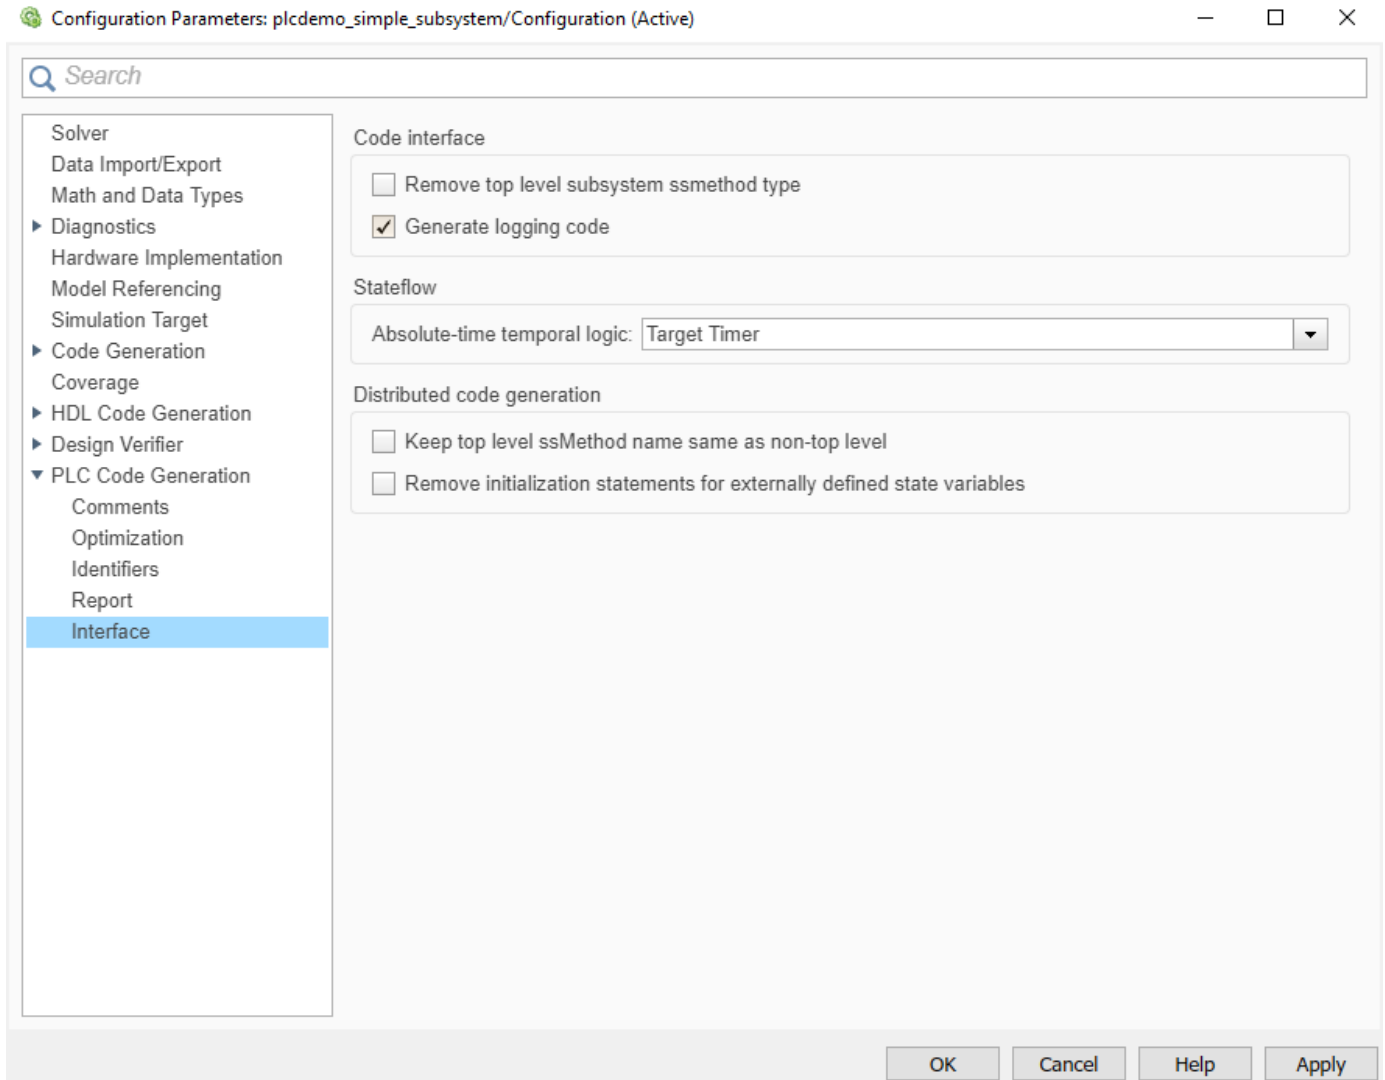 Configuration Parameters: plcdemo_simple_subsystem/Configuration (Active)
Search
Solver
Data Import/Export
Math and Data Types
Diagnostics
Hardware Implementation
Model Referencing
Simulation Target
Code Generation
Coverage
HDL Code Generation
Design Verifier
PLC Code Generation
Comments
Optimization
Identifiers
Report
Interface
Code interface
Remove top level subsystem ssmethod type
Generate logging code
Stateflow
Absolute-time temporal logic: Target Timer
Distributed code generation
Keep top level ssMethod name same as non-top level
Remove initialization statements for externally defined state variables
OK Cancel Help Apply